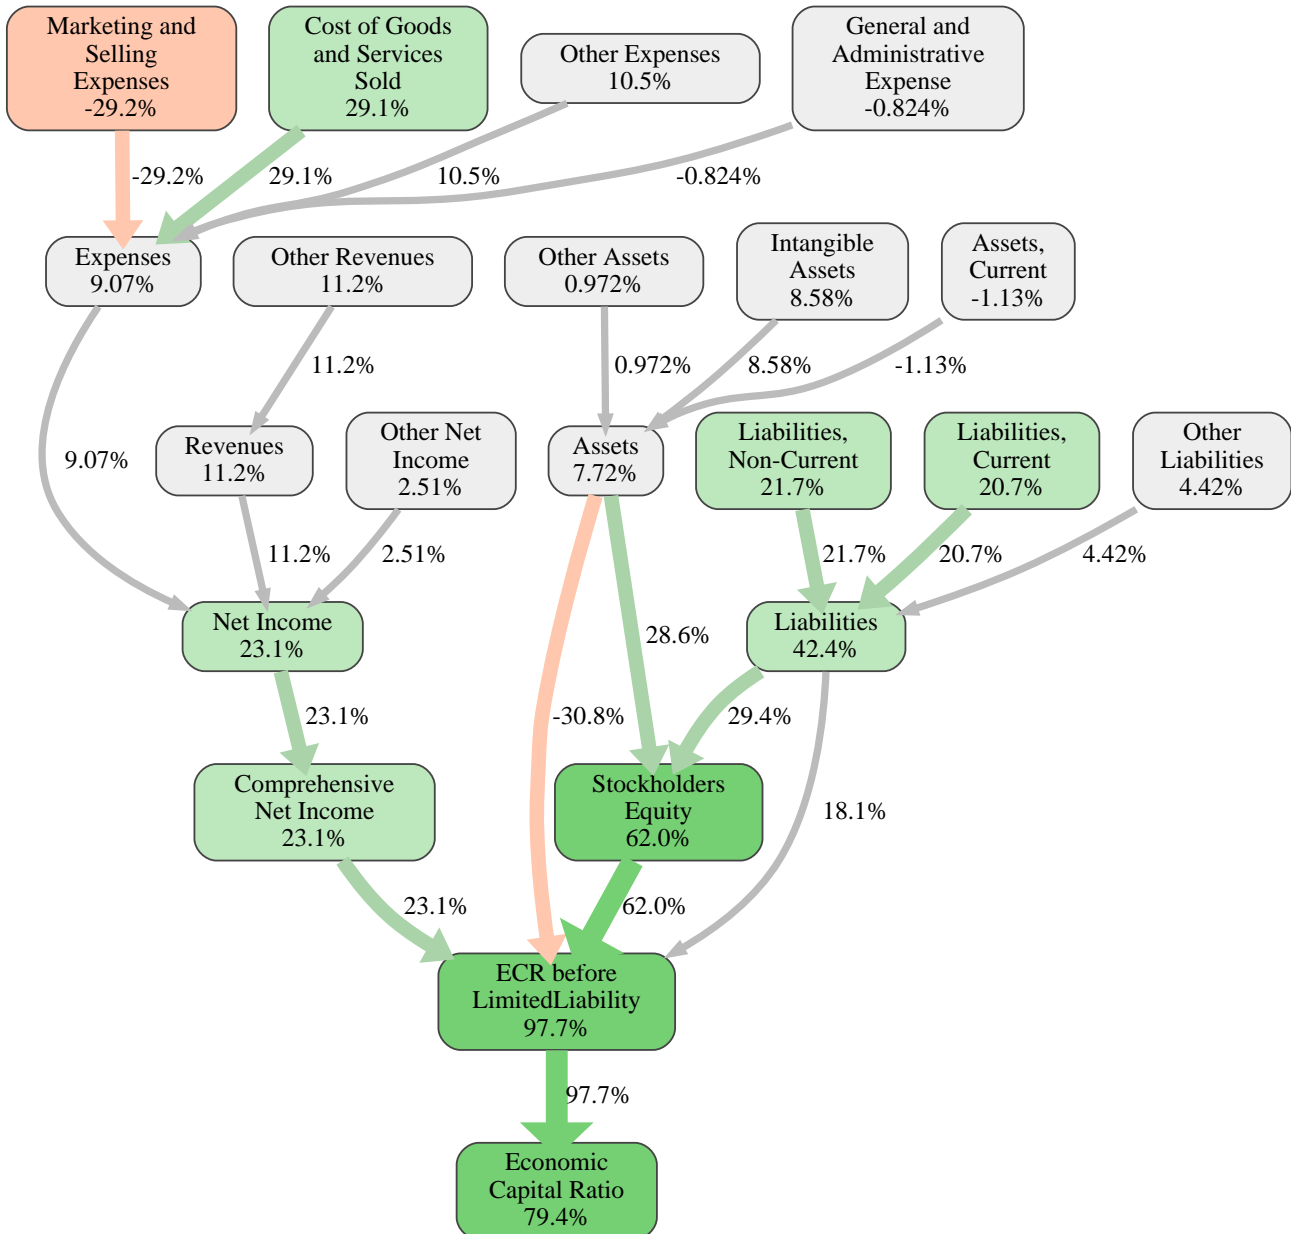 Marketing and
Selling
Expenses
-29.2%
Cost of Goods
and Services
Sold
29.1%
Other Expenses
10.5%
General and
Administrative
Expense
-0.824%
-29.2%
29.1%
10.5%
-0.824%
Expenses
9.07%
Other Revenues
11.2%
Other Assets
0.972%
Intangible
Assets
8.58%
Assets,
Current
-1.13%
11.2%
0.972%
8.58%
-1.13%
9.07%
Revenues
11.2%
Other Net
Income
2.51%
Assets
7.72%
Liabilities,
Non-Current
21.7%
Liabilities,
Current
20.7%
Other
Liabilities
4.42%
11.2%
2.51%
21.7%
20.7%
4.42%
Net Income
23.1%
28.6%
Liabilities
42.4%
23.1%
-30.8%
29.4%
Comprehensive
Net Income
23.1%
Stockholders
Equity
62.0%
18.1%
23.1%
62.0%
ECR before
LimitedLiability
97.7%
97.7%
Economic
Capital Ratio
79.4%